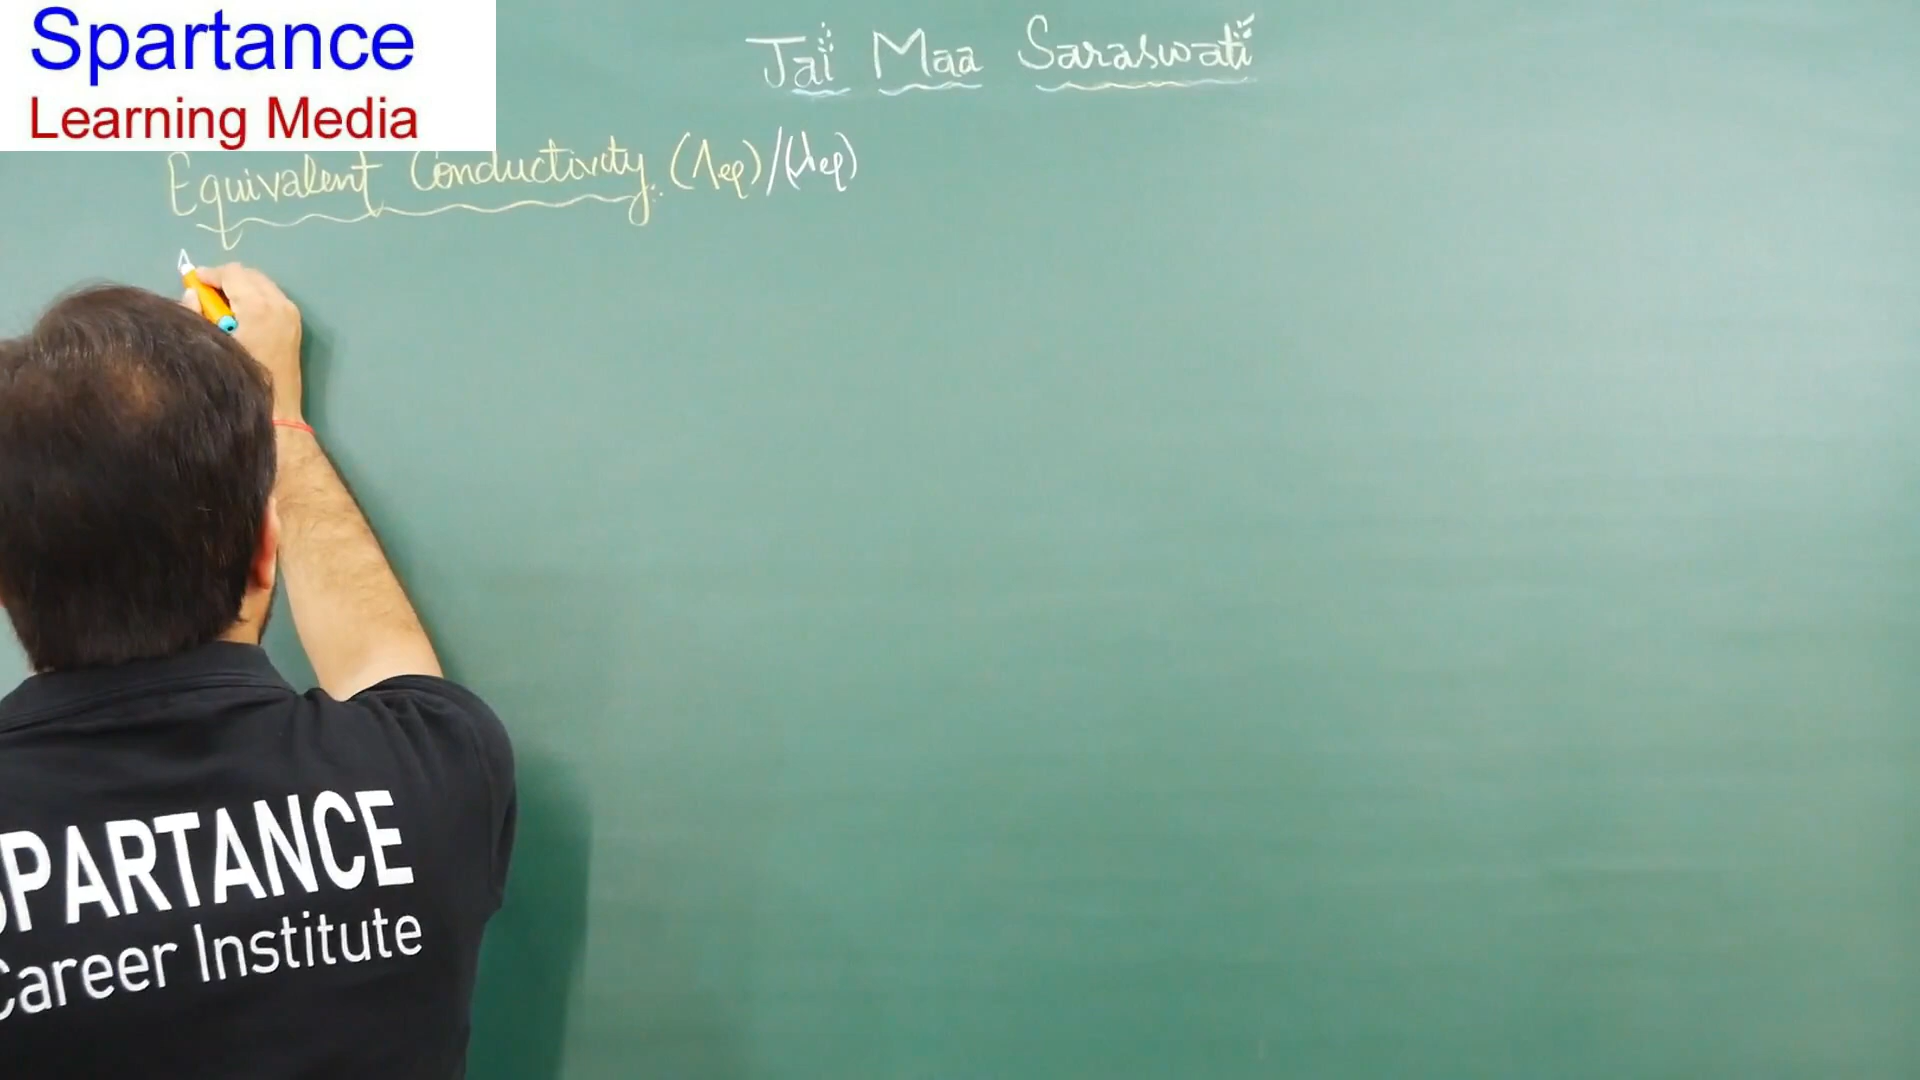 Spartance
Learning Media
Jai Maa Saraswati
Equivalent Conductivity (Λeq)/(λeq)
SPARTANCE
Career Institute